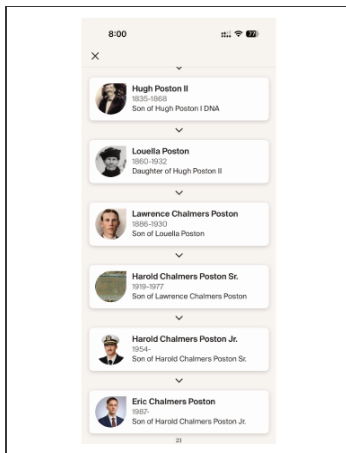 8:00
77
Hugh Poston II
1835-1868
Son of Hugh Poston I DNA
Louella Poston
1860-1932
Daughter of Hugh Poston II
Lawrence Chalmers Poston
1886-1930
Son of Louella Poston
Harold Chalmers Poston Sr.
1919-1977
Son of Lawrence Chalmers Poston
Harold Chalmers Poston Jr.
1954-
Son of Harold Chalmers Poston Sr.
Eric Chalmers Poston
1987-
Son of Harold Chalmers Poston Jr.
21